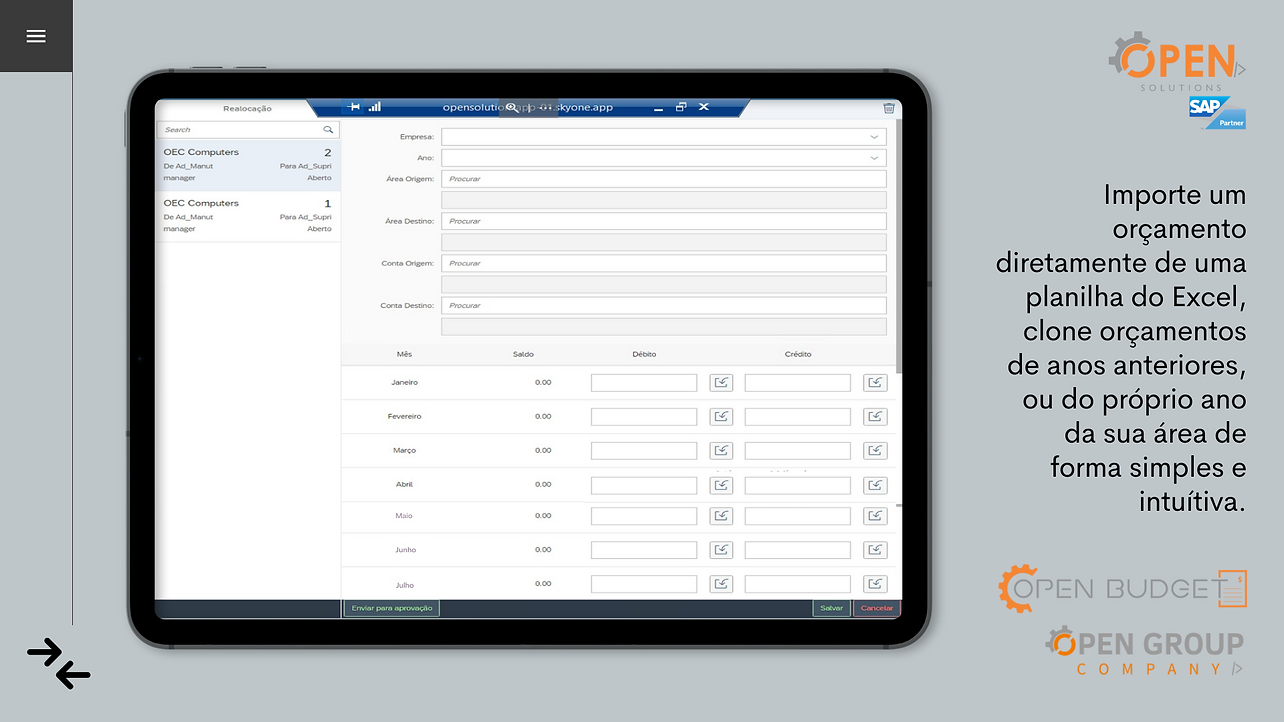 Realocação
opensolutio app-01.skyone.app
Search
OEC Computers 2
De Ad_Manut Para Ad_Supri
manager Aberto
OEC Computers 1
De Ad_Manut Para Ad_Supri
manager Aberto
Empresa:
Ano:
Área Origem: Procurar
Área Destino: Procurar
Conta Origem: Procurar
Conta Destino: Procurar
Mês Saldo Débito Crédito
Janeiro 0.00
Fevereiro 0.00
Março 0.00
Abril 0.00
Maio 0.00
Junho 0.00
Julho 0.00
Enviar para aprovação Salvar Cancelar
OPEN
SOLUTIONS
SAP
Partner
Importe um
orçamento
diretamente de uma
planilha do Excel,
clone orçamentos
de anos anteriores,
ou do próprio ano
da sua área de
forma simples e
intuítiva.
OPEN BUDGET
OPEN GROUP
COMPANY